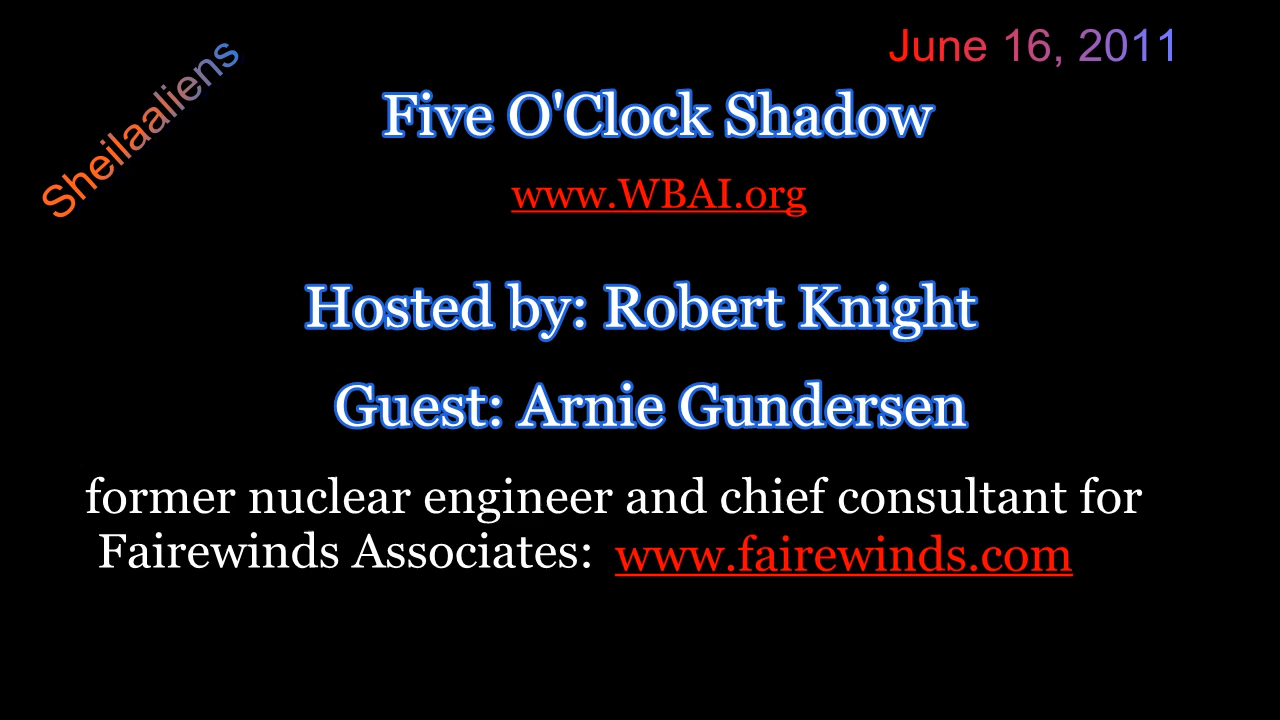 June 16, 2011
Sheilaaliens
Five O'Clock Shadow
www.WBAI.org
Hosted by: Robert Knight
Guest: Arnie Gundersen
former nuclear engineer and chief consultant for
Fairewinds Associates: www.fairewinds.com